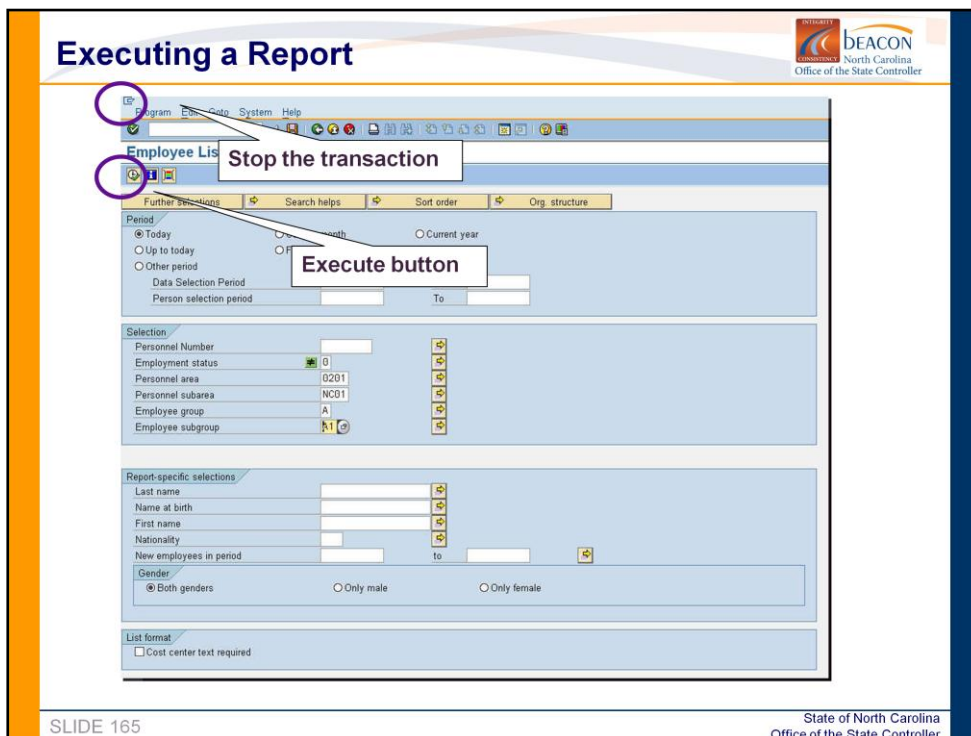 Executing a Report
INTEGRITY
CONSISTENCY
BEACON
North Carolina
Office of the State Controller
Program Edit Goto System Help
Employee Lis
Stop the transaction
Further selections Search helps Sort order Org. structure
Period
Today month Current year
Up to today
Execute button
Other period
Data Selection Period
Person selection period To
Selection
Personnel Number
Employment status 0
Personnel area 0201
Personnel subarea NC01
Employee group A
Employee subgroup A1
Report-specific selections
Last name
Name at birth
First name
Nationality
New employees in period to
Gender
Both genders Only male Only female
List format
Cost center text required
SLIDE 165
State of North Carolina
Office of the State Controller